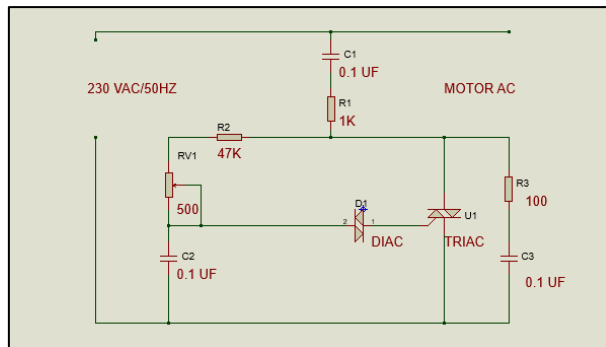 C1
0.1 UF
230 VAC/50HZ
MOTOR AC
R1
1K
R2
47K
RV1
R3
500
100
D1
U1
2
1
DIAC
TRIAC
C2
C3
0.1 UF
0.1 UF